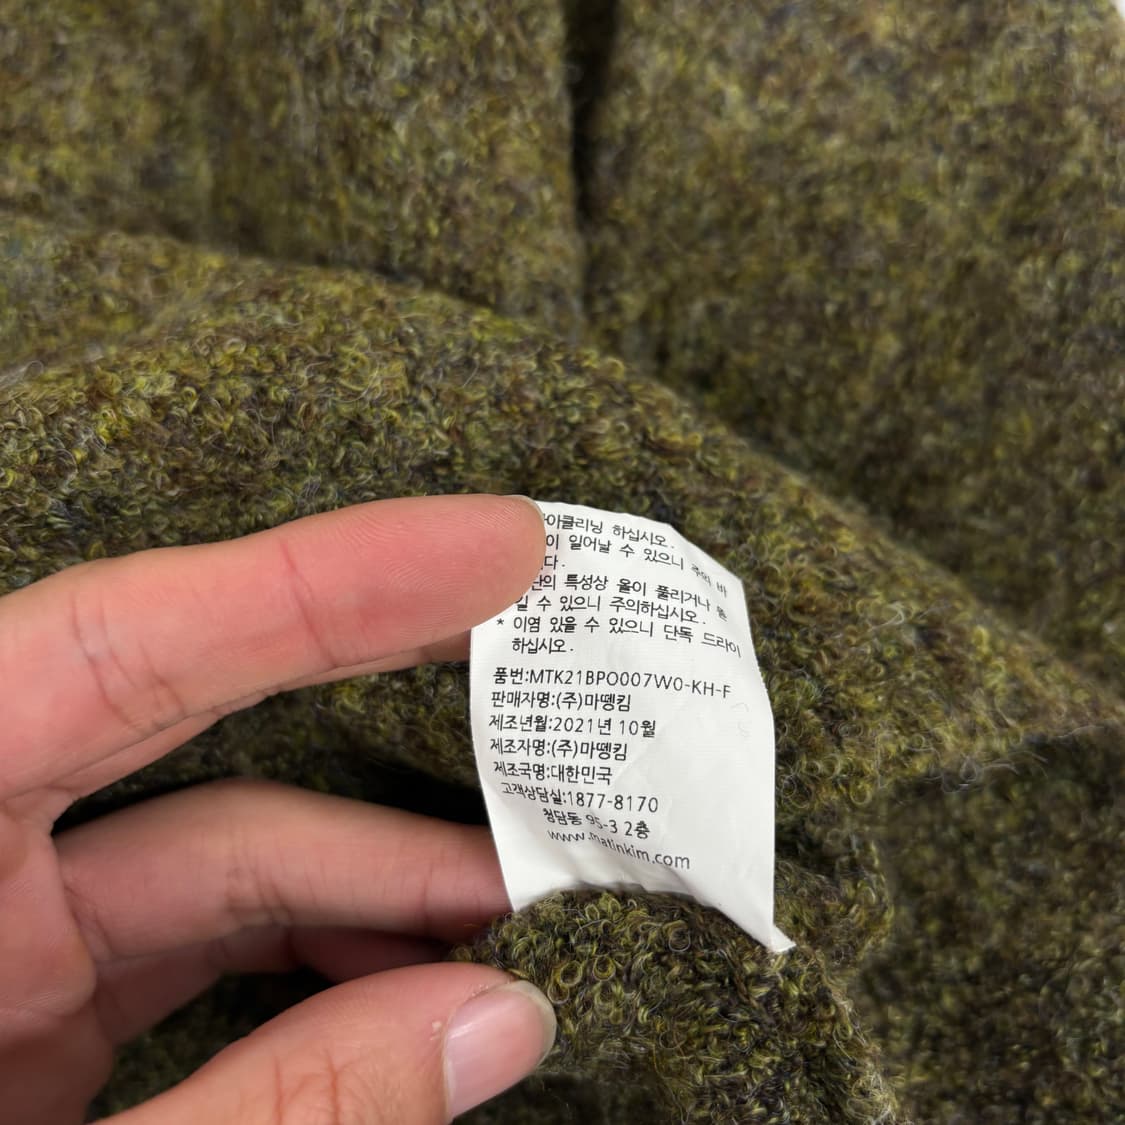 하십시오.
이 일어날 수 있으니 주의 바
다.
특성상 올이 풀리거나
일 수 있으니 주의하십시오.
* 이염 있을 수 있으니 단독 드라이
하십시오.
품번:MTK21BPO007W0-KH-F
판매자명:(주)마뗑킴
제조년월:2021년 10월
제조자명:(주)마뗑킴
제조국명:대한민국
고객상담실:1877-8170
청담동 95-3 2층
www.matinkim.com